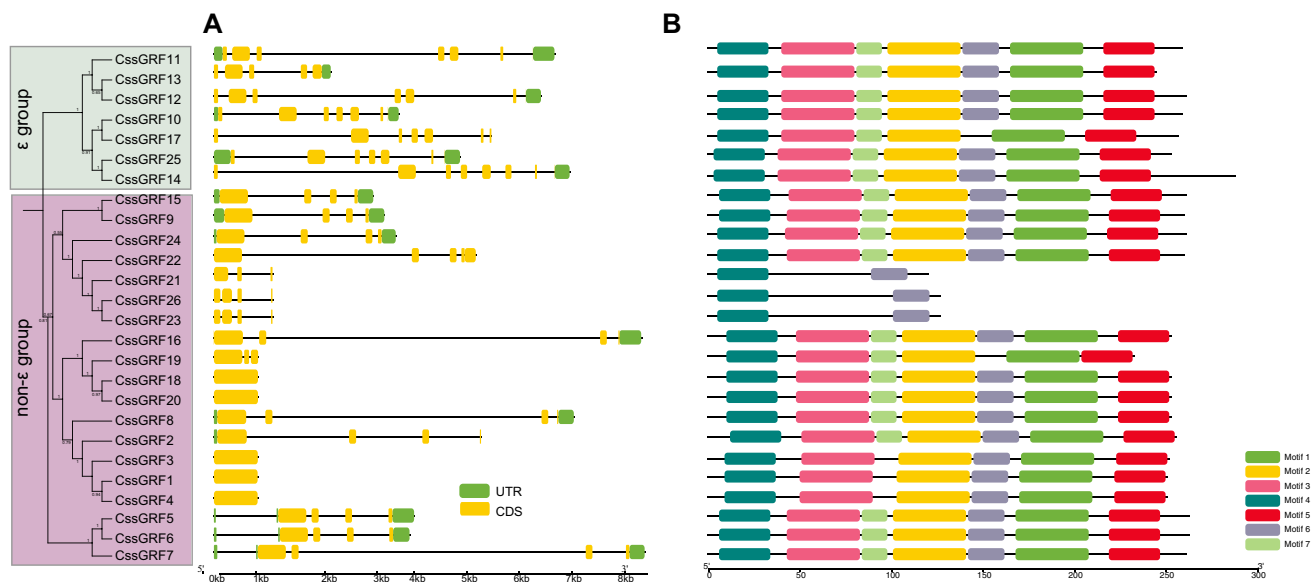 A
B
ε group
non-ε group
CssGRF11
CssGRF13
CssGRF12
CssGRF10
CssGRF17
CssGRF25
CssGRF14
CssGRF15
CssGRF9
CssGRF24
CssGRF22
CssGRF21
CssGRF26
CssGRF23
CssGRF16
CssGRF19
CssGRF18
CssGRF20
CssGRF8
CssGRF2
CssGRF3
CssGRF1
CssGRF4
CssGRF5
CssGRF6
CssGRF7
UTR
CDS
5' 3'
0kb 1kb 2kb 3kb 4kb 5kb 6kb 7kb 8kb
Motif 1
Motif 2
Motif 3
Motif 4
Motif 5
Motif 6
Motif 7
5' 3'
0 50 100 150 200 250 300